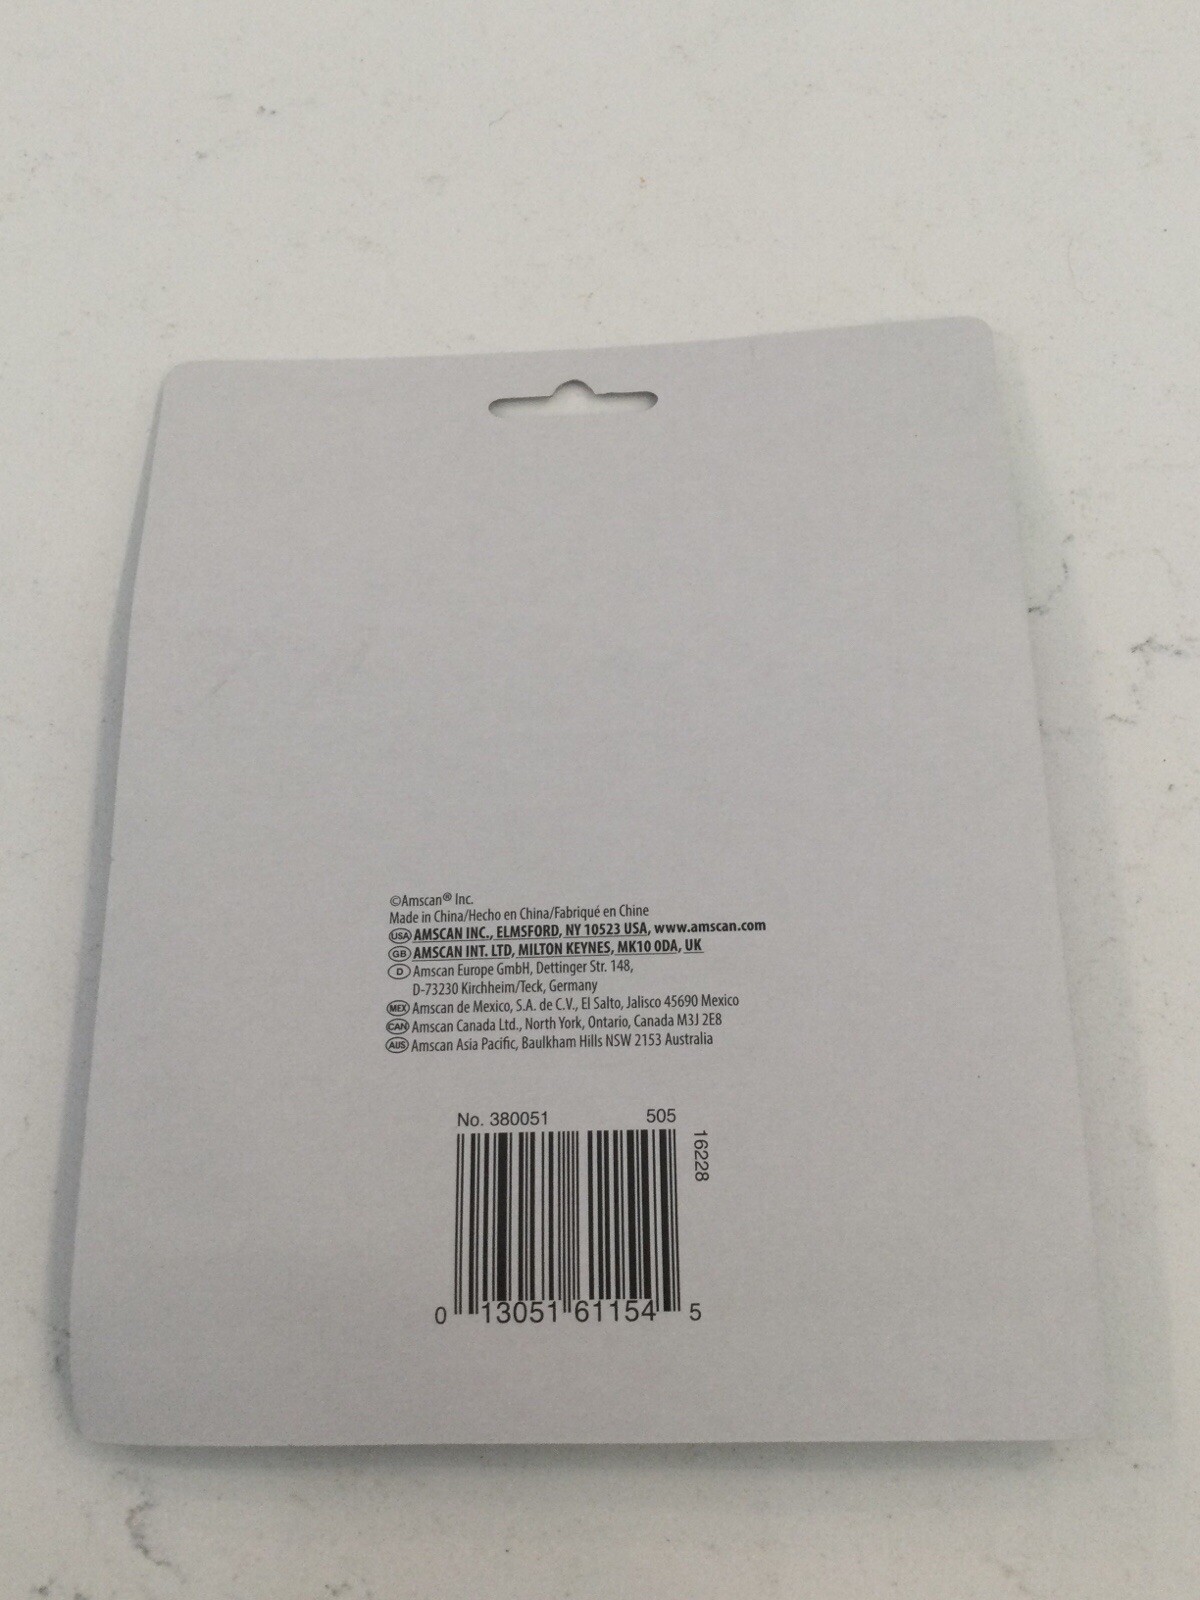 ©Amscan® Inc.
Made in China/Hecho en China/Fabriqué en Chine
USA AMSCAN INC., ELMSFORD, NY 10523 USA, www.amscan.com
GB AMSCAN INT. LTD, MILTON KEYNES, MK10 0DA, UK
D Amscan Europe GmbH, Dettinger Str. 148,
D-73230 Kirchheim/Teck, Germany
MEX Amscan de Mexico, S.A. de C.V., El Salto, Jalisco 45690 Mexico
CAN Amscan Canada Ltd., North York, Ontario, Canada M3J 2E8
AUS Amscan Asia Pacific, Baulkham Hills NSW 2153 Australia
No. 380051 505
16228
0 13051 61154 5